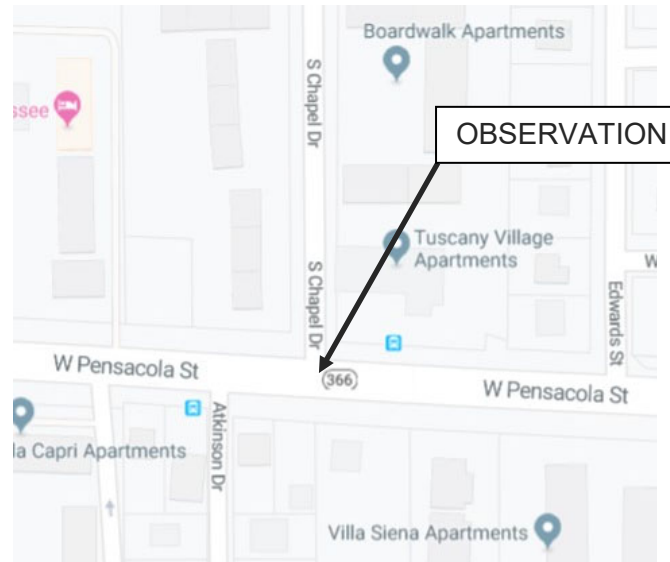 Boardwalk Apartments
ssee
S Chapel Dr
OBSERVATION
Tuscany Village
Apartments
W
S Chapel Dr
Edwards St
W Pensacola St
(366)
W Pensacola St
la Capri Apartments
Atkinson Dr
Villa Siena Apartments